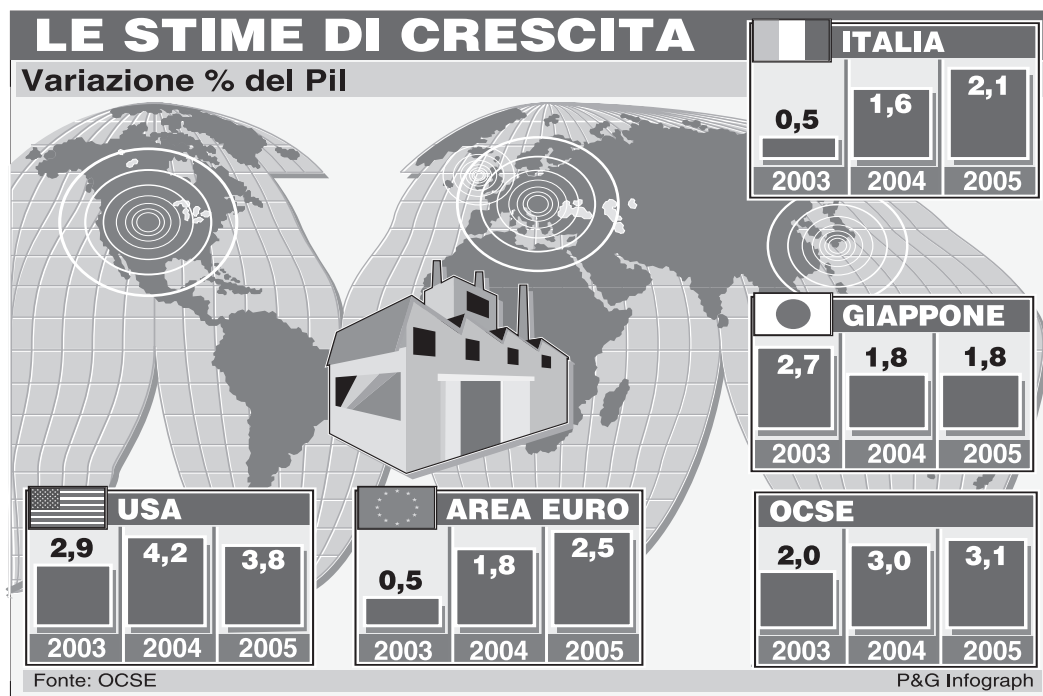 LE STIME DI CRESCITA
Variazione % del Pil
ITALIA
0,5 1,6 2,1
2003 2004 2005
GIAPPONE
2,7 1,8 1,8
2003 2004 2005
USA
2,9 4,2 3,8
2003 2004 2005
AREA EURO
0,5 1,8 2,5
2003 2004 2005
OCSE
2,0 3,0 3,1
2003 2004 2005
Fonte: OCSE
P&G Infograph